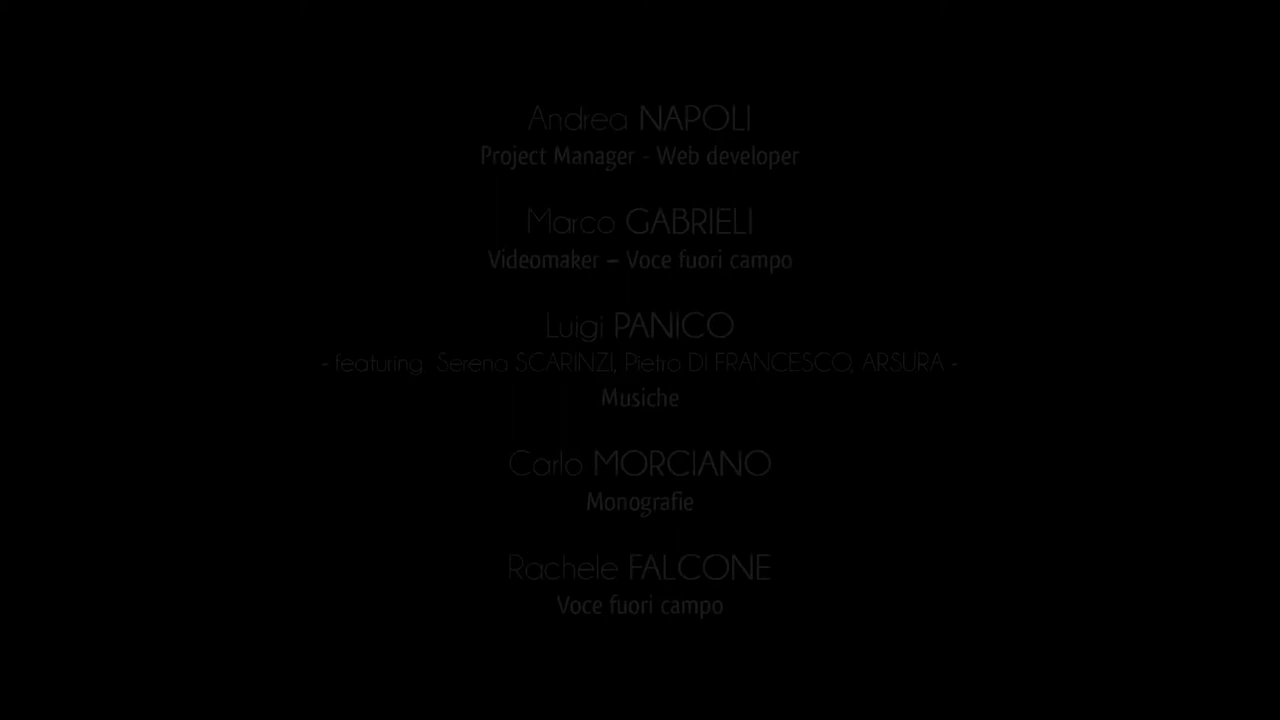 Andrea NAPOLI
Project Manager - Web developer
Marco GABRIELI
Videomaker – Voce fuori campo
Luigi PANICO
- featuring Serena SCARINZI, Pietro DI FRANCESCO, ARSURA -
Musiche
Carlo MORCIANO
Monografie
Rachele FALCONE
Voce fuori campo